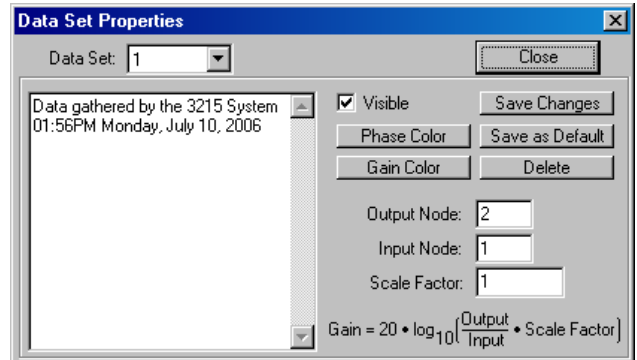 Data Set Properties
Data Set: 1
Close
Data gathered by the 3215 System
01:56PM Monday, July 10, 2006
Visible
Save Changes
Phase Color
Save as Default
Gain Color
Delete
Output Node: 2
Input Node: 1
Scale Factor: 1
Gain = 20 • log10(Output/Input • Scale Factor)